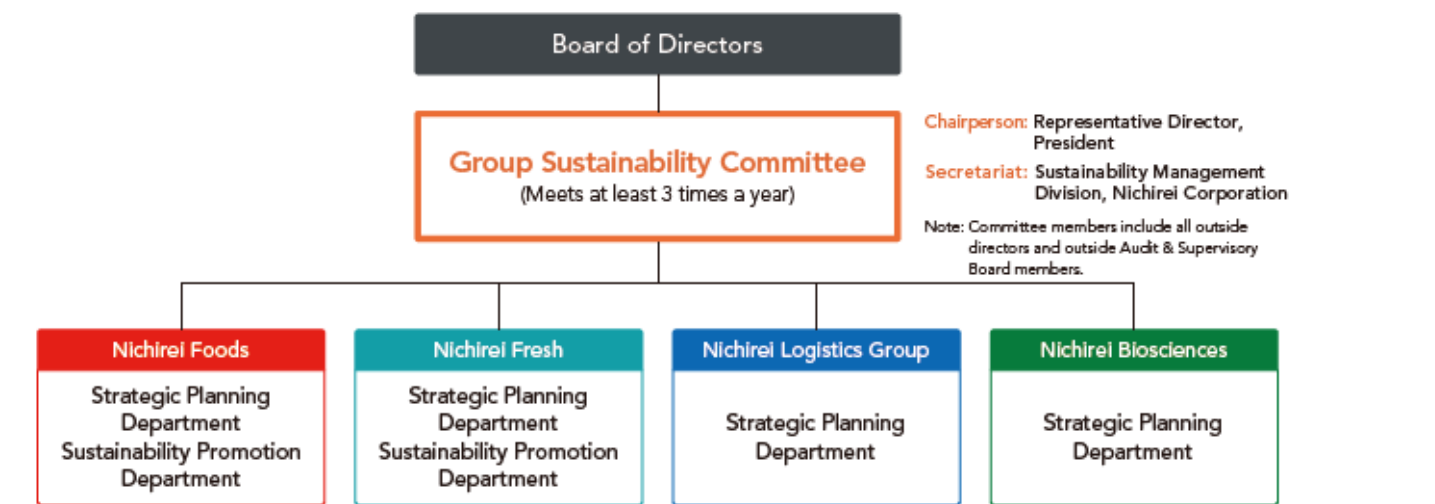 Board of Directors
Group Sustainability Committee
(Meets at least 3 times a year)
Chairperson: Representative Director,
President
Secretariat: Sustainability Management
Division, Nichirei Corporation
Note: Committee members include all outside
directors and outside Audit & Supervisory
Board members.
Nichirei Foods
Strategic Planning
Department
Sustainability Promotion
Department
Nichirei Fresh
Strategic Planning
Department
Sustainability Promotion
Department
Nichirei Logistics Group
Strategic Planning
Department
Nichirei Biosciences
Strategic Planning
Department